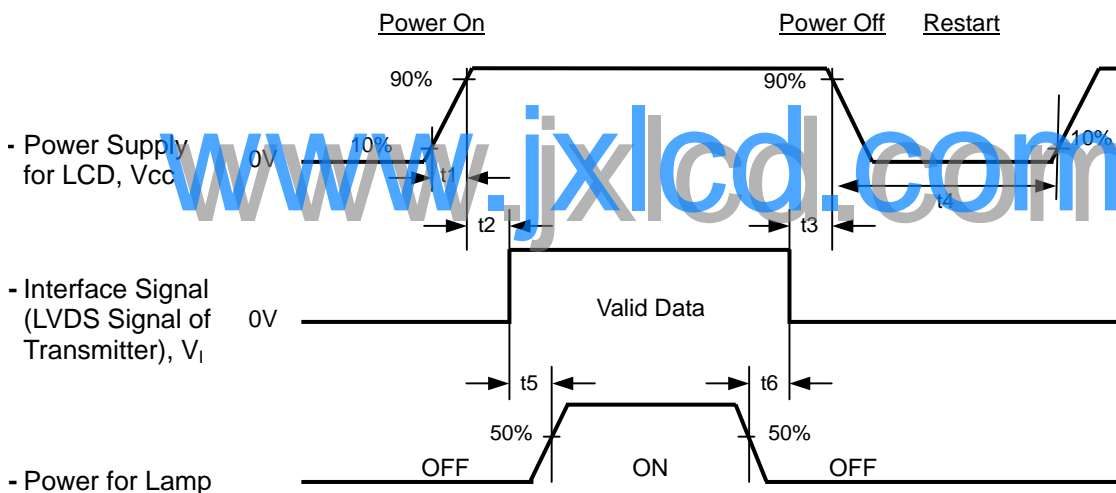 Power On
Power Off Restart
90%
90%
- Power Supply
for LCD, Vcc
0V
10%
10%
t1
www.jxlcd.com
t4
t2
t3
- Interface Signal
(LVDS Signal of
Transmitter), VI
0V
Valid Data
t5
t6
50%
50%
- Power for Lamp
OFF
ON
OFF